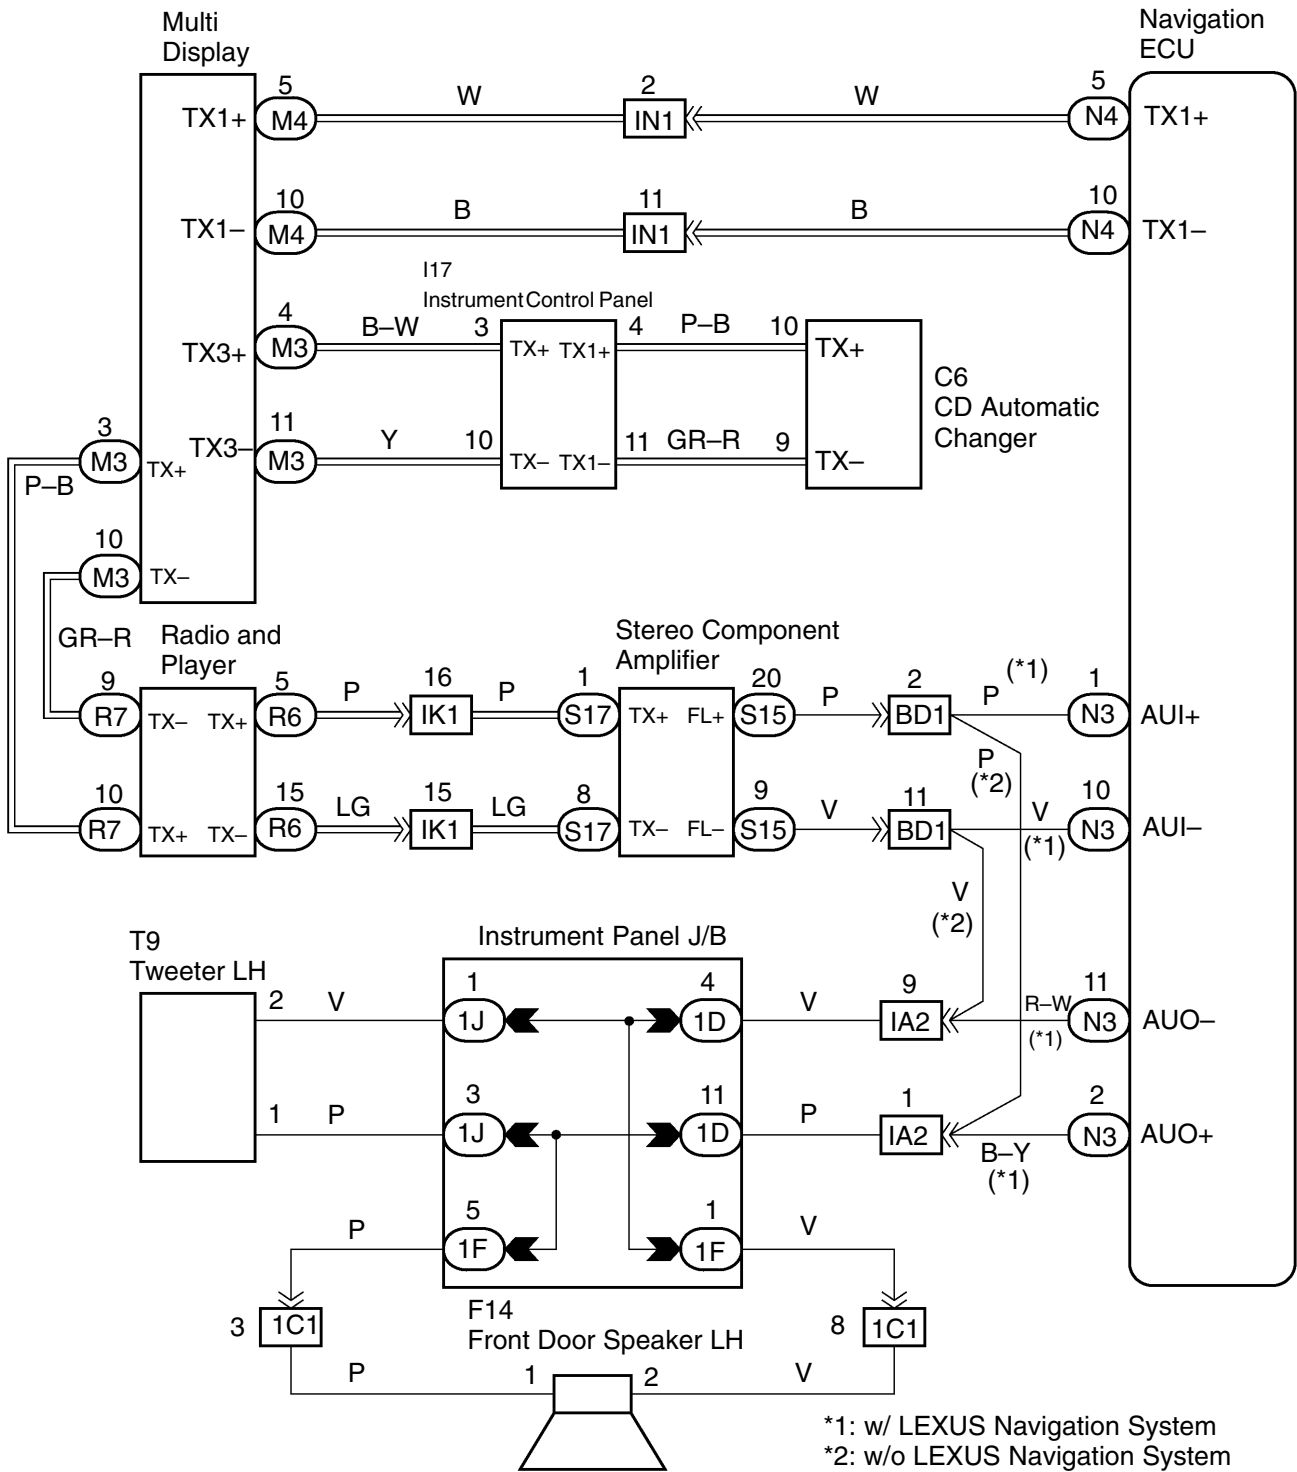 Multi
Display
Navigation
ECU
5
W
2
W
5
TX1+
M4
IN1
N4
TX1+
10
B
11
B
10
TX1–
M4
IN1
N4
TX1–
I17
Instrument Control Panel
4
B–W
3
4
P–B
10
TX3+
M3
TX+
TX1+
TX+
C6
CD Automatic
Changer
3
11
Y
10
11
GR–R
9
M3
TX+
TX3–
M3
TX–
TX1–
TX–
P–B
10
M3
TX–
GR–R
Radio and
Player
Stereo Component
Amplifier
9
5
P
16
P
1
20
P
2
P
(*1)
1
R7
TX–
TX+
R6
IK1
S17
TX+
FL+
S15
BD1
N3
AUI+
P
(*2)
10
15
LG
15
LG
8
9
V
11
V
10
R7
TX+
TX–
R6
IK1
S17
TX–
FL–
S15
BD1
(*1)
N3
AUI–
V
(*2)
T9
Tweeter LH
Instrument Panel J/B
2
V
1
4
V
9
R–W
11
1J
1D
IA2
(*1)
N3
AUO–
1
P
3
11
P
1
2
1J
1D
IA2
B–Y
(*1)
N3
AUO+
P
5
1
V
1F
1F
3
1C1
F14
Front Door Speaker LH
8
1C1
P
1
2
V
*1: w/ LEXUS Navigation System
*2: w/o LEXUS Navigation System